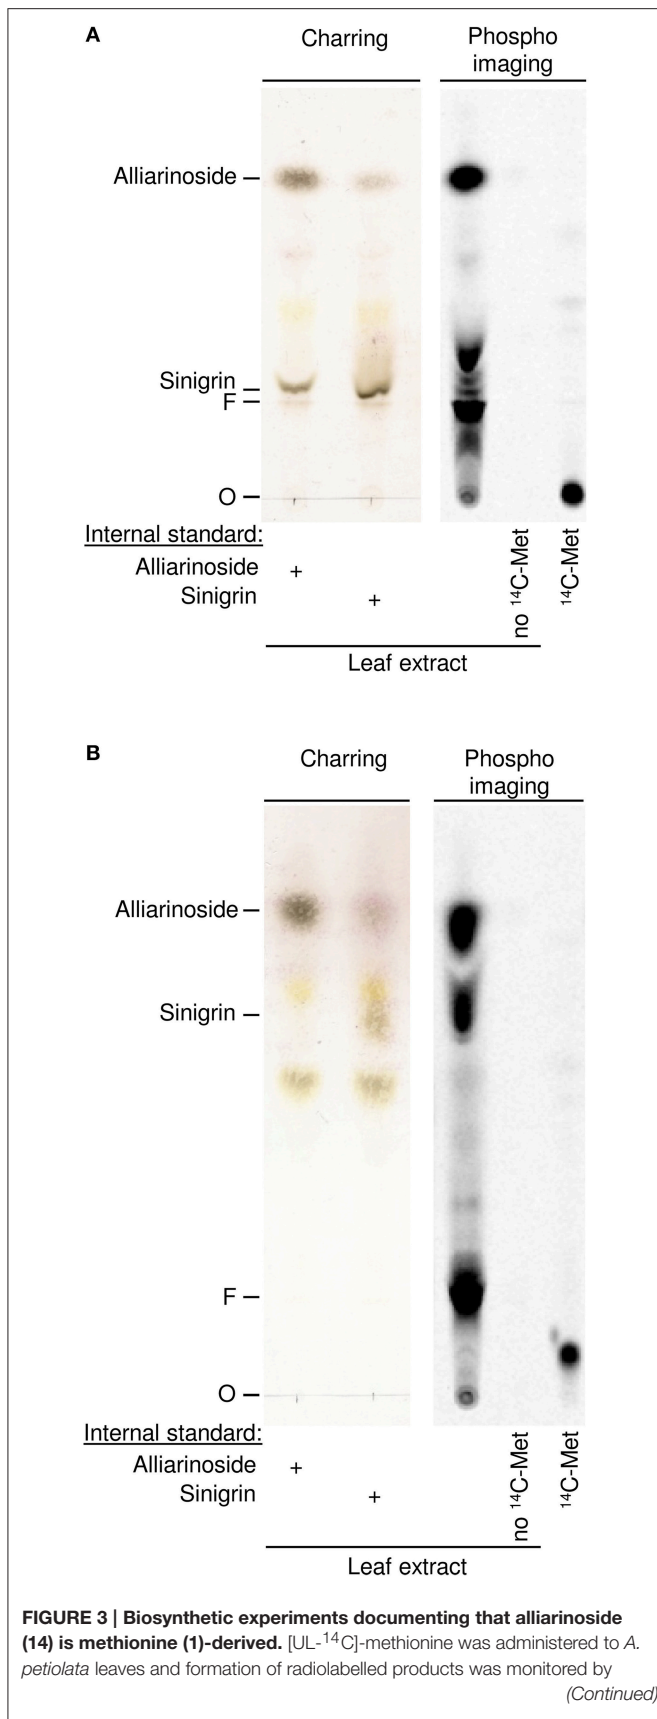 A
Charring
Phospho
imaging
Alliarinoside
Sinigrin
F
O
Internal standard:
Alliarinoside +
Sinigrin +
no 14C-Met
14C-Met
Leaf extract
B
Charring
Phospho
imaging
Alliarinoside
Sinigrin
F
O
Internal standard:
Alliarinoside +
Sinigrin +
no 14C-Met
14C-Met
Leaf extract
FIGURE 3 | Biosynthetic experiments documenting that alliarinoside
(14) is methionine (1)-derived. [UL-14C]-methionine was administered to A.
petiolata leaves and formation of radiolabelled products was monitored by
(Continued)